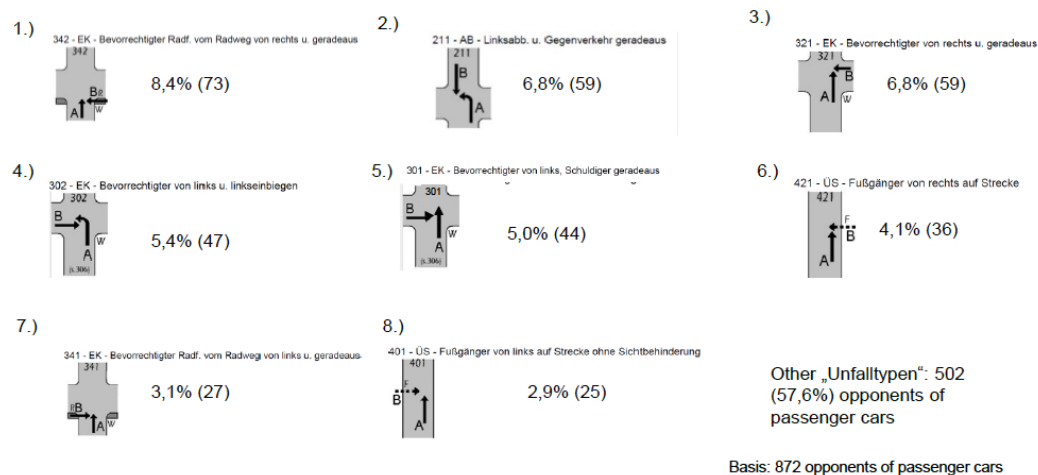 1.)
342 - EK - Bevorrechtigter Radf. vom Radweg von rechts u. geradeaus
342
B
A
W
8,4% (73)
2.)
211 - AB - Linksabb. u. Gegenverkehr geradeaus
211
B
A
6,8% (59)
3.)
321 - EK - Bevorrechtigter von rechts u. geradeaus
321
B
A
W
6,8% (59)
4.)
302 - EK - Bevorrechtigter von links u. linkseinbiegen
302
B
W
A
(s.306)
5,4% (47)
5.)
301 - EK - Bevorrechtigter von links, Schuldiger geradeaus
301
B
W
A
(s.306)
5,0% (44)
6.)
421 - ÜS - Fußgänger von rechts auf Strecke
421
F
B
A
4,1% (36)
7.)
341 - EK - Bevorrechtigter Radf. vom Radweg von links u. geradeaus
341
B
A
W
3,1% (27)
8.)
401 - ÜS - Fußgänger von links auf Strecke ohne Sichtbehinderung
401
F
B
A
2,9% (25)
Other „Unfalltypen“: 502
(57,6%) opponents of
passenger cars
Basis: 872 opponents of passenger cars